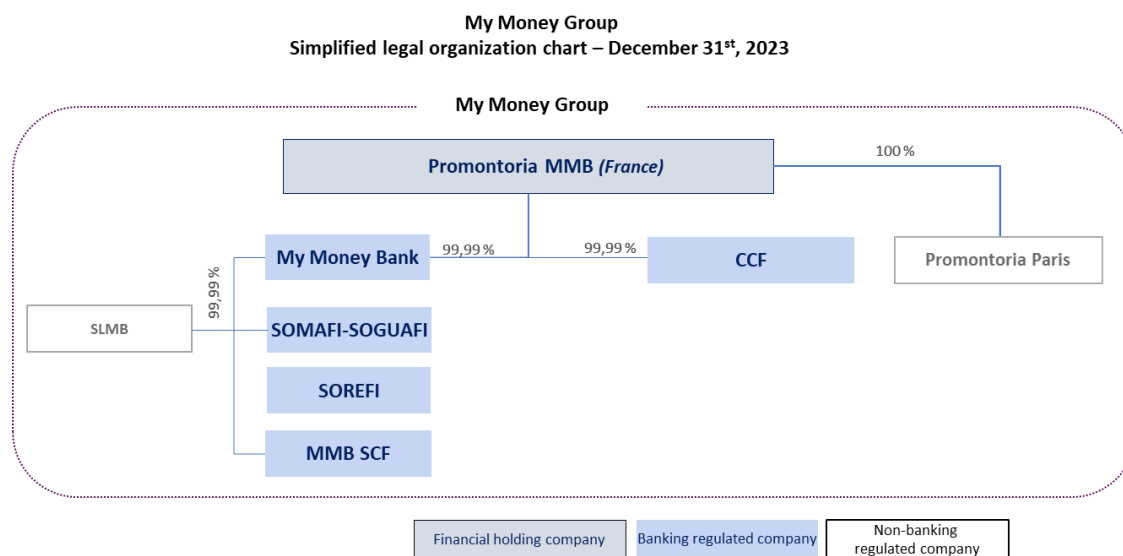 My Money Group
Simplified legal organization chart – December 31st, 2023
My Money Group
Promontoria MMB (France)
100 %
My Money Bank
99,99 %
99,99 %
CCF
Promontoria Paris
99,99 %
SLMB
SOMAFI-SOGUAFI
SOREFI
MMB SCF
Financial holding company
Banking regulated company
Non-banking
regulated company